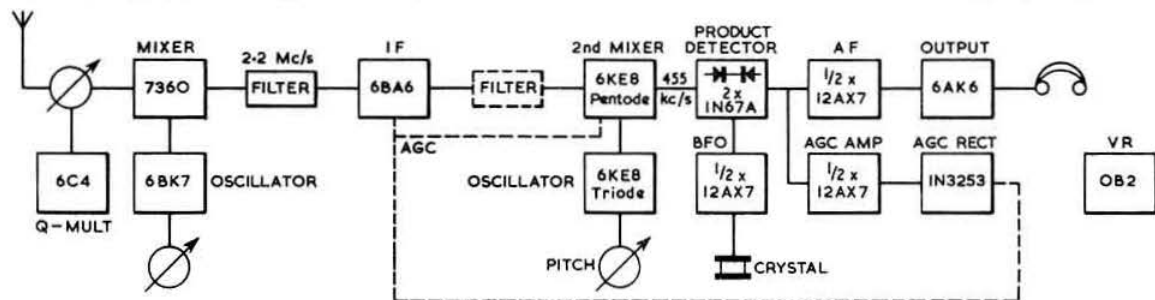 MIXER
7360
2·2 Mc/s
FILTER
IF
6BA6
FILTER
2nd MIXER
6KE8
Pentode
455
kc/s
PRODUCT
DETECTOR
2x
IN67A
AF
1/2 x
12AX7
OUTPUT
6AK6
AGC
6C4
Q-MULT
6BK7
OSCILLATOR
OSCILLATOR
6KE8
Triode
BFO
1/2 x
12AX7
AGC AMP
1/2 x
12AX7
AGC RECT
IN3253
VR
OB2
PITCH
CRYSTAL